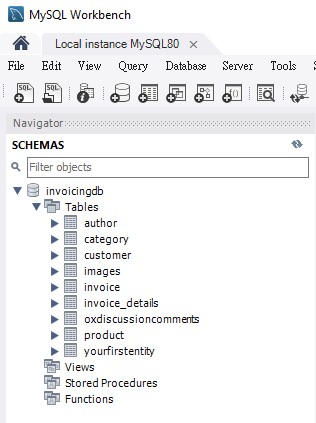 MySQL Workbench
Local instance MySQL80 ×
File Edit View Query Database Server Tools
Navigator
SCHEMAS
Filter objects
invoicingdb
Tables
author
category
customer
images
invoice
invoice_details
oxdiscussioncomments
product
yourfirstentity
Views
Stored Procedures
Functions